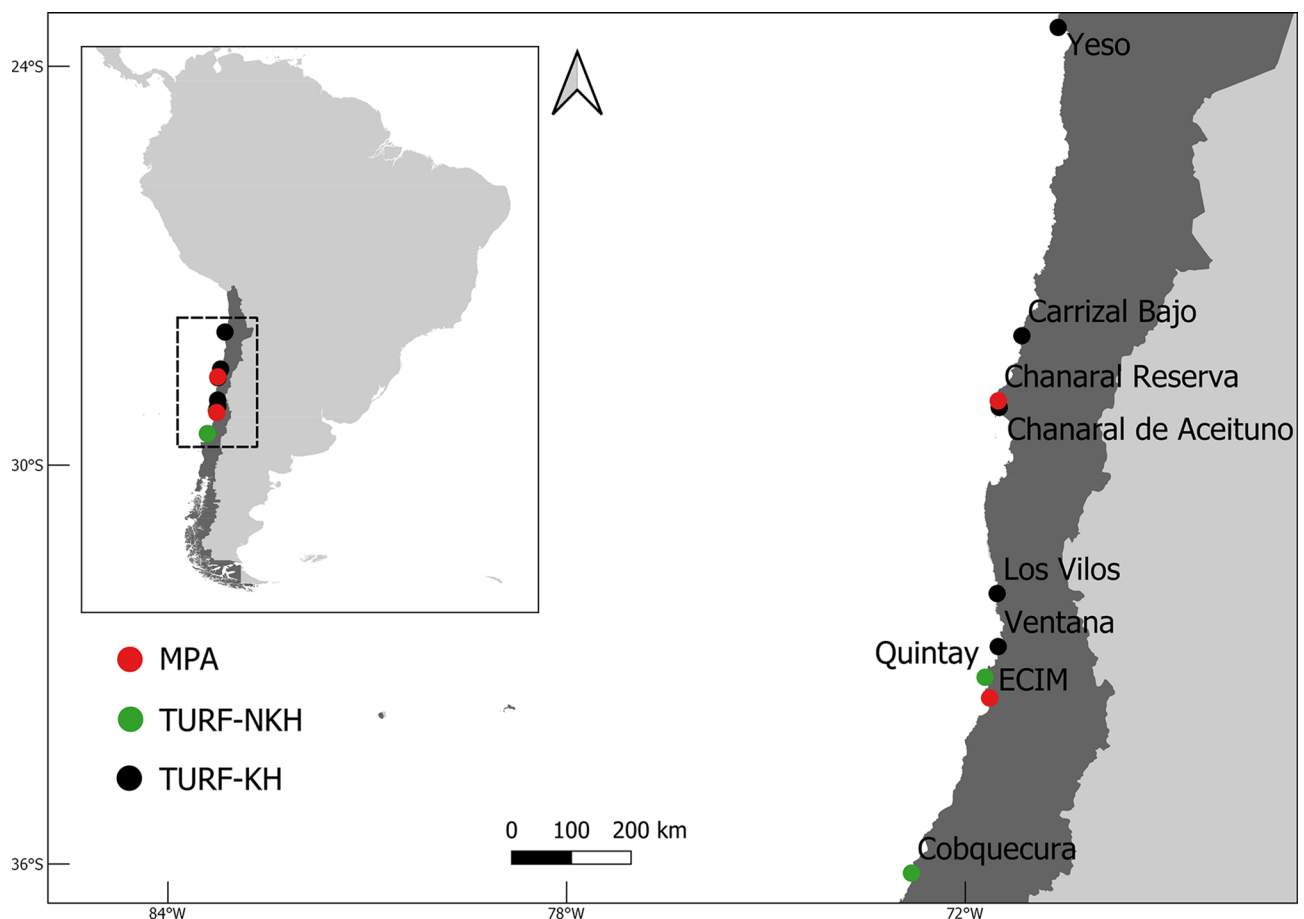 24°S
Yeso
Carrizal Bajo
Chanaral Reserva
Chanaral de Aceituno
30°S
Los Vilos
Ventana
Quintay
ECIM
MPA
TURF-NKH
TURF-KH
0 100 200 km
Cobquecura
36°S
84°W 78°W 72°W